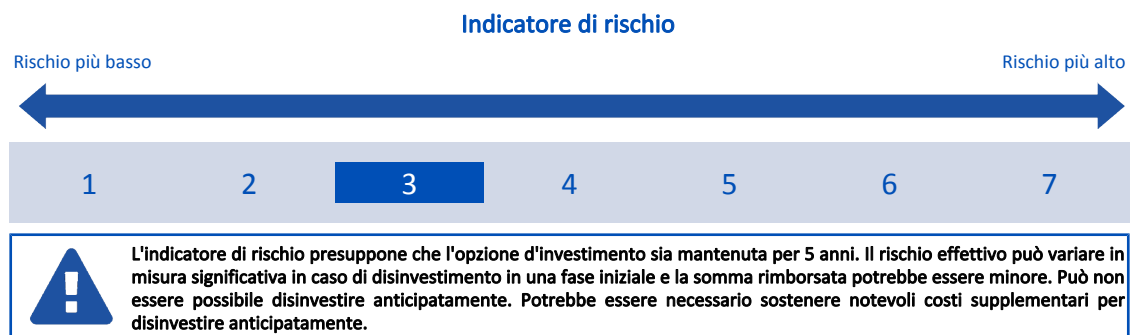 Indicatore di rischio
Rischio più basso
Rischio più alto
1 2 3 4 5 6 7
L'indicatore di rischio presuppone che l'opzione d'investimento sia mantenuta per 5 anni. Il rischio effettivo può variare in
misura significativa in caso di disinvestimento in una fase iniziale e la somma rimborsata potrebbe essere minore. Può non
essere possibile disinvestire anticipatamente. Potrebbe essere necessario sostenere notevoli costi supplementari per
disinvestire anticipatamente.